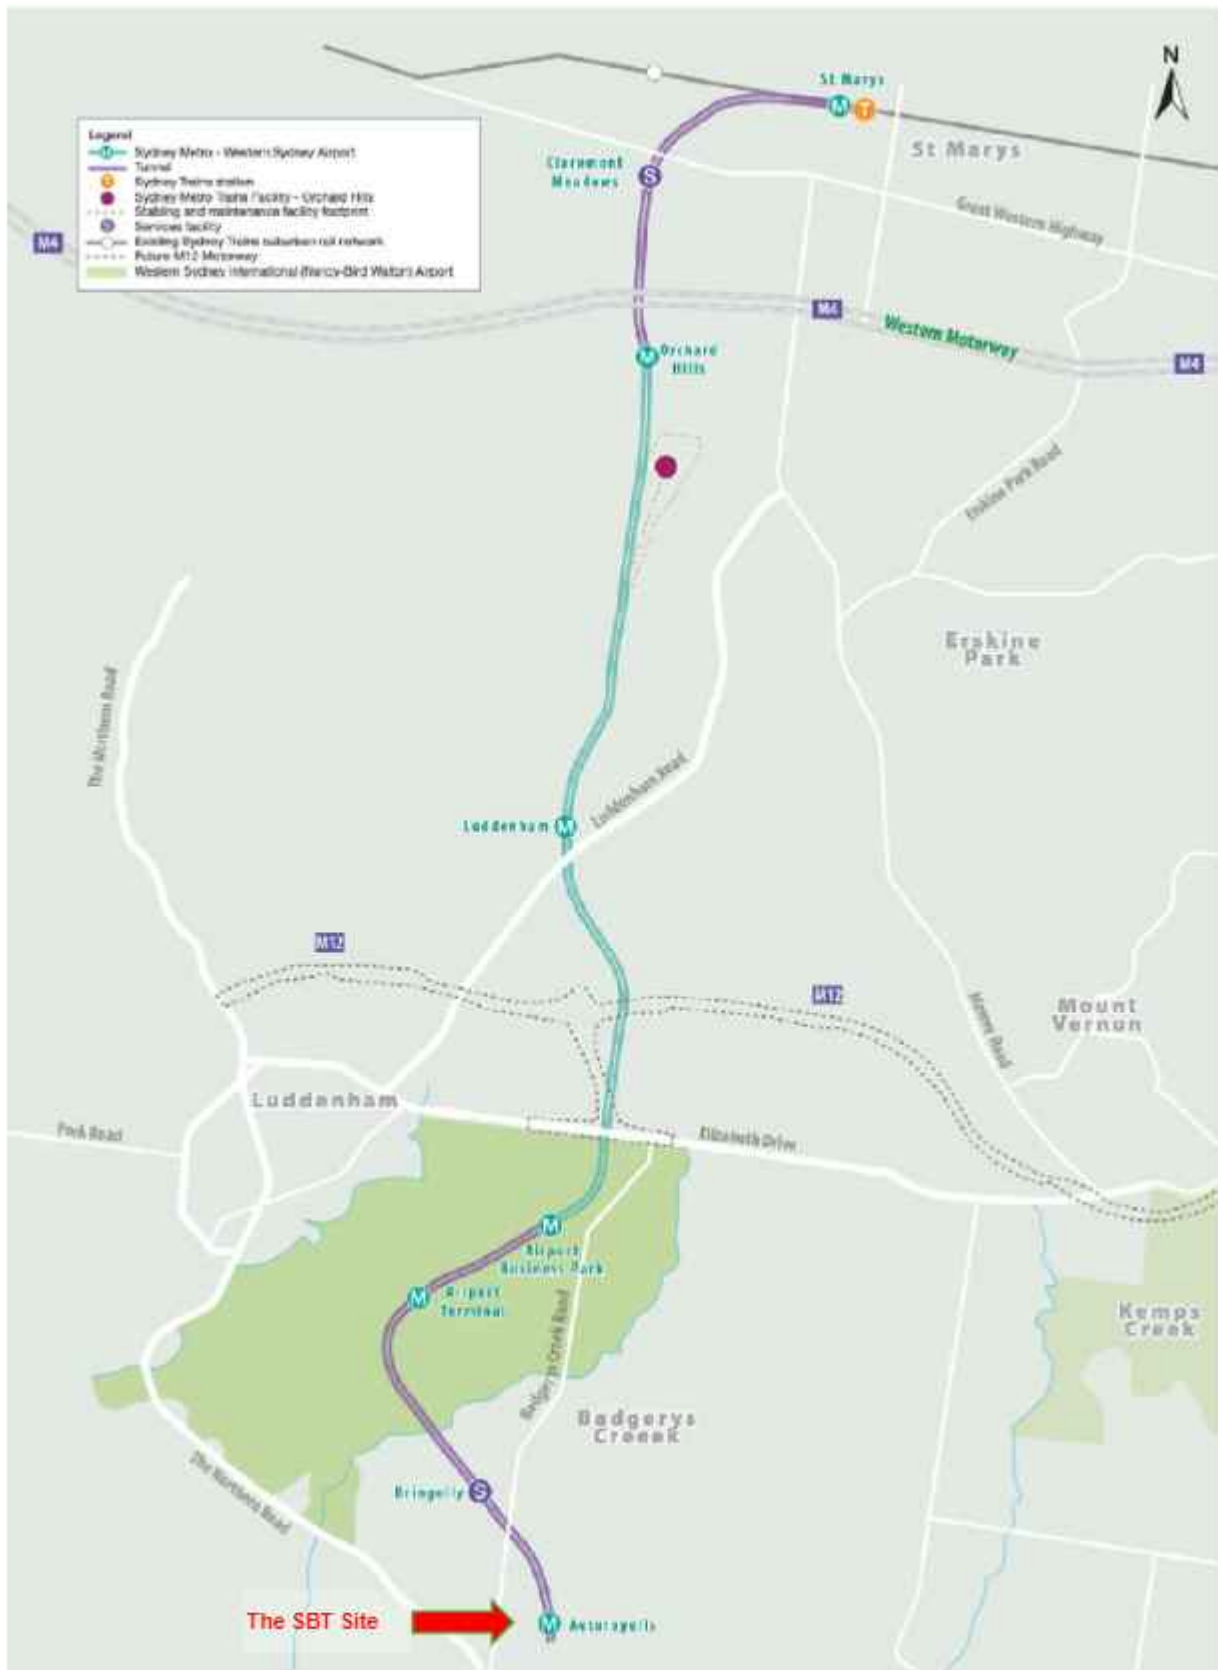 N
St Marys
St Marys
Legend
Sydney Metro - Western Sydney Airport
Tunnel
Sydney Trains station
Sydney Metro Trains Facility - Orchard Hills
Stabling and maintenance facility footprint
Services facility
Existing Sydney Trains suburban rail network
Future M12 Motorway
Western Sydney International (Nancy-Bird Walton) Airport
M
T
Claremont
Meadows
S
Great Western Highway
M4
M4
Western Motorway
M4
M
Orchard
Hills
Erskine Park Road
Erskine
Park
The Northern Road
Luddenham
M
Luddenham Road
M12
M12
Mamre Road
Mount
Vernon
Luddenham
Park Road
Elizabeth Drive
M
Airport
Business Park
M
Airport
Terminal
Badgerys Creek Road
Kemps
Creek
Badgerys
Creeek
The Northern Road
Bringelly
S
The SBT Site
M